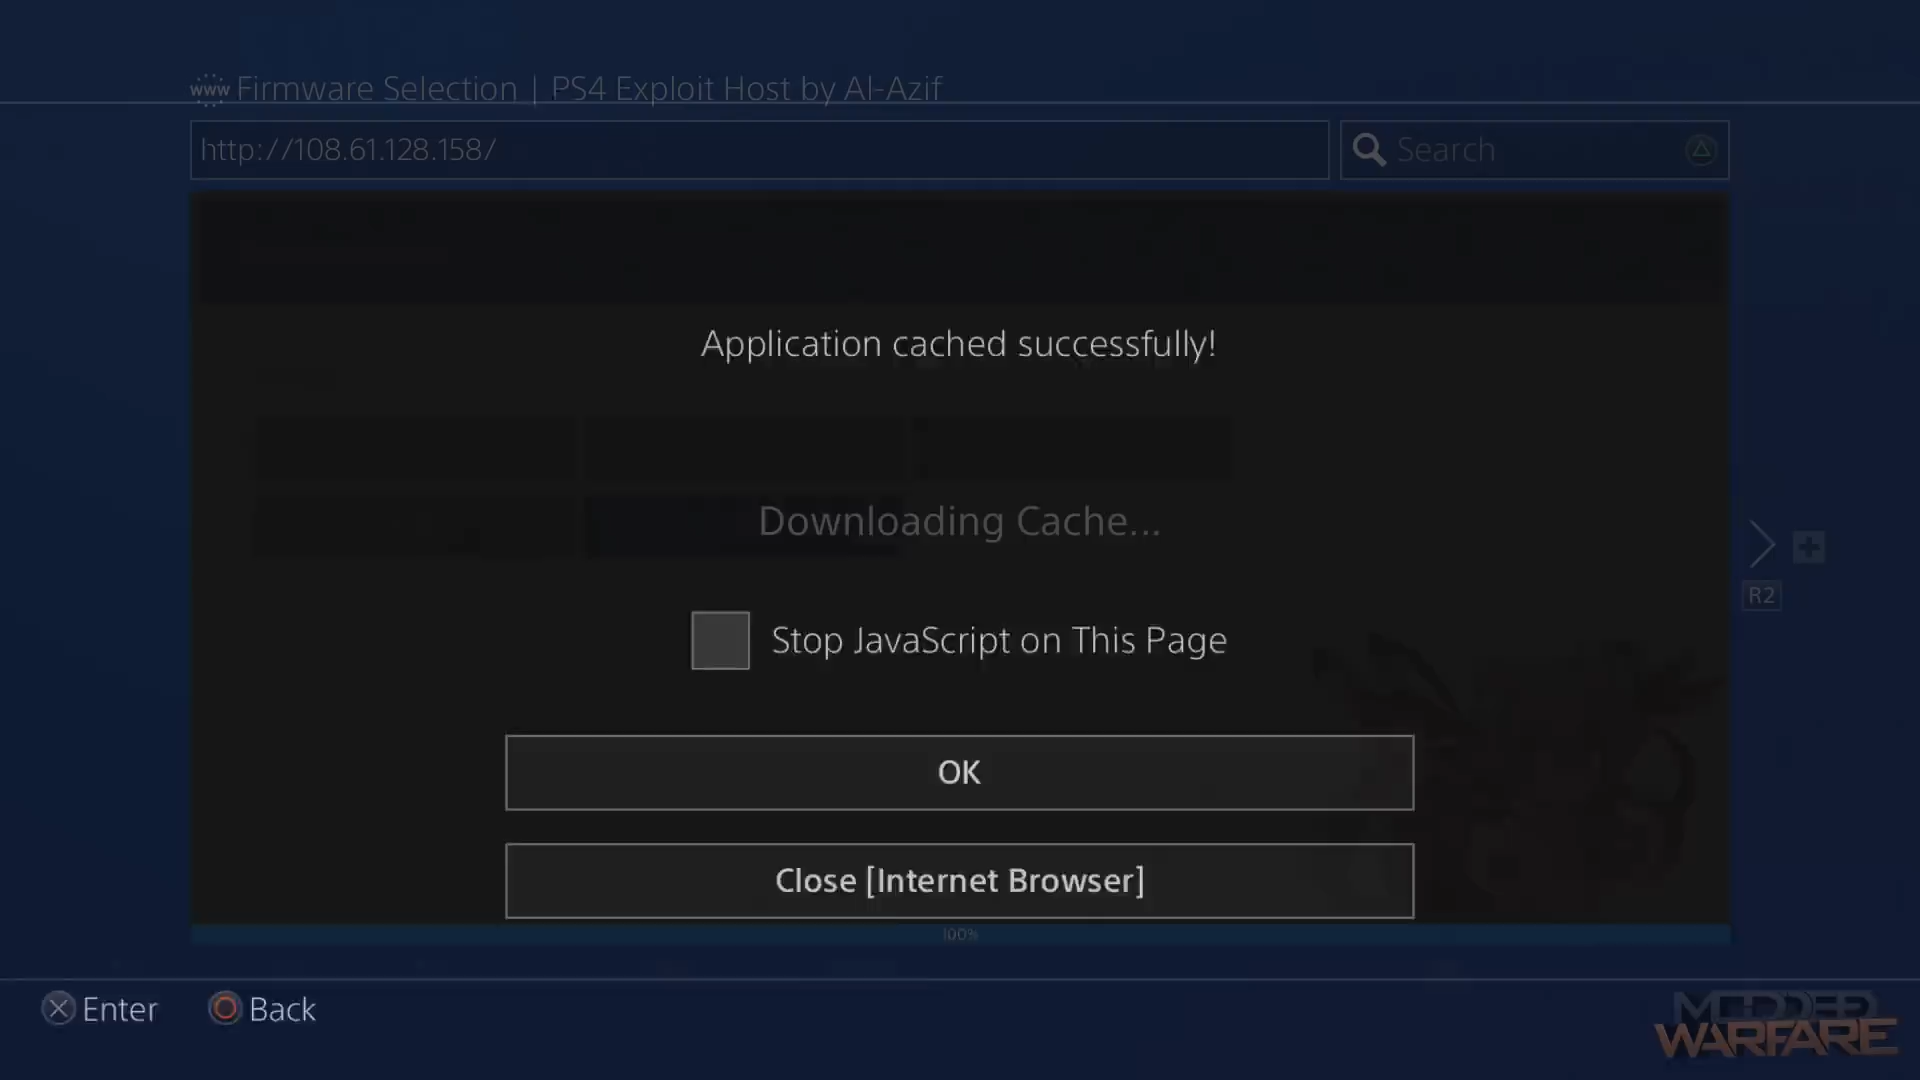 www Firmware Selection | PS4 Exploit Host by Al-Azif
http://108.61.128.158/
Search
Application cached successfully!
Downloading Cache...
Stop JavaScript on This Page
R2
OK
Close [Internet Browser]
100%
Enter
Back
MODDED
WARFARE